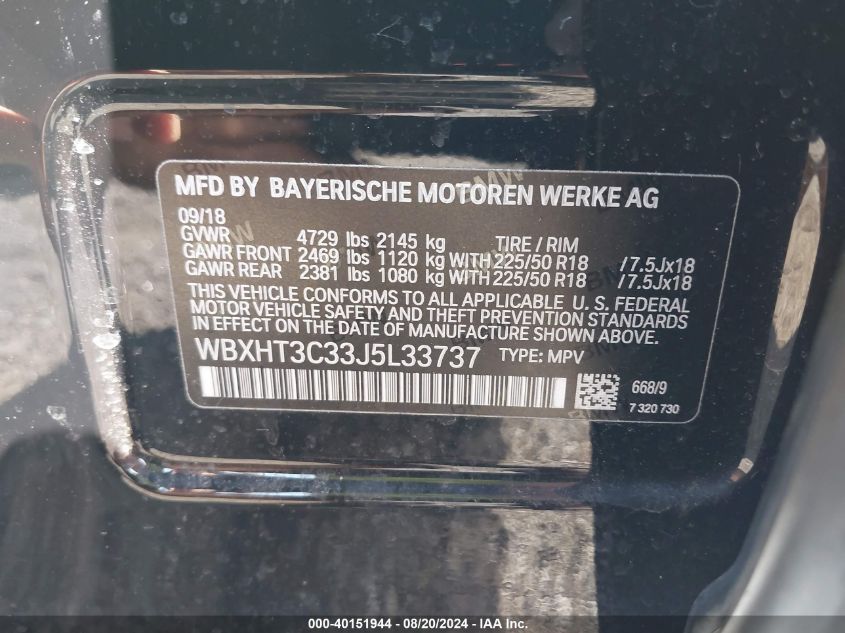 MFD BY BAYERISCHE MOTOREN WERKE AG
09/18
GVWR 4729 lbs 2145 kg TIRE / RIM
GAWR FRONT 2469 lbs 1120 kg WITH 225/50 R18 /7.5Jx18
GAWR REAR 2381 lbs 1080 kg WITH 225/50 R18 /7.5Jx18
THIS VEHICLE CONFORMS TO ALL APPLICABLE U. S. FEDERAL
MOTOR VEHICLE SAFETY AND THEFT PREVENTION STANDARDS
IN EFFECT ON THE DATE OF MANUFACTURE SHOWN ABOVE.
WBXHT3C33J5L33737 TYPE: MPV
668/9
7 320 730
000-40151944 | 08/20/2024 - IAA Inc.